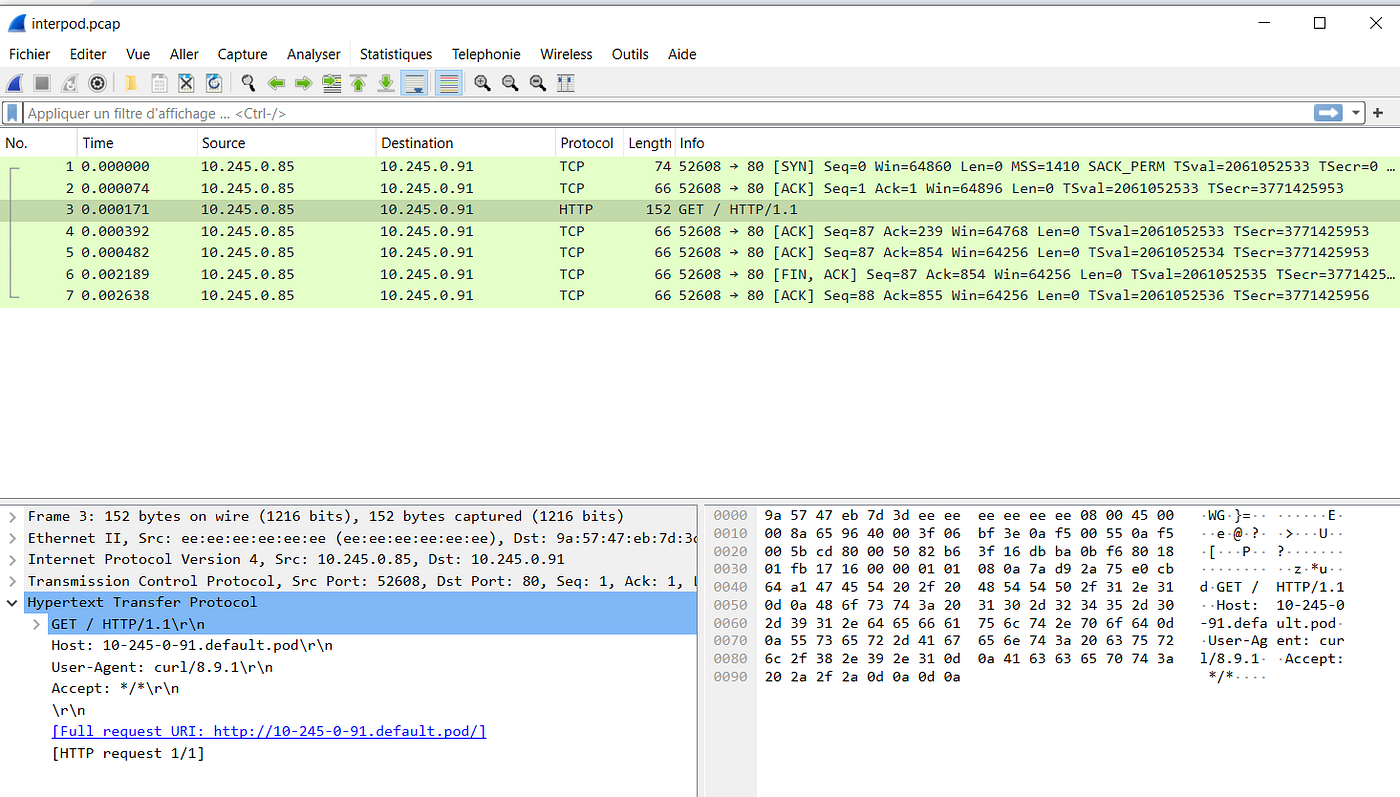 interpod.pcap
Fichier Editer Vue Aller Capture Analyser Statistiques Telephonie Wireless Outils Aide
Appliquer un filtre d'affichage … <Ctrl-/>
No. Time Source Destination Protocol Length Info
1 0.000000 10.245.0.85 10.245.0.91 TCP 74 52608 → 80 [SYN] Seq=0 Win=64860 Len=0 MSS=1410 SACK_PERM TSval=2061052533 TSecr=0 …
2 0.000074 10.245.0.85 10.245.0.91 TCP 66 52608 → 80 [ACK] Seq=1 Ack=1 Win=64896 Len=0 TSval=2061052533 TSecr=3771425953
3 0.000171 10.245.0.85 10.245.0.91 HTTP 152 GET / HTTP/1.1
4 0.000392 10.245.0.85 10.245.0.91 TCP 66 52608 → 80 [ACK] Seq=87 Ack=239 Win=64768 Len=0 TSval=2061052533 TSecr=3771425953
5 0.000482 10.245.0.85 10.245.0.91 TCP 66 52608 → 80 [ACK] Seq=87 Ack=854 Win=64256 Len=0 TSval=2061052534 TSecr=3771425953
6 0.002189 10.245.0.85 10.245.0.91 TCP 66 52608 → 80 [FIN, ACK] Seq=87 Ack=854 Win=64256 Len=0 TSval=2061052535 TSecr=3771425…
7 0.002638 10.245.0.85 10.245.0.91 TCP 66 52608 → 80 [ACK] Seq=88 Ack=855 Win=64256 Len=0 TSval=2061052536 TSecr=3771425956
Frame 3: 152 bytes on wire (1216 bits), 152 bytes captured (1216 bits)
Ethernet II, Src: ee:ee:ee:ee:ee:ee (ee:ee:ee:ee:ee:ee), Dst: 9a:57:47:eb:7d:3d
Internet Protocol Version 4, Src: 10.245.0.85, Dst: 10.245.0.91
Transmission Control Protocol, Src Port: 52608, Dst Port: 80, Seq: 1, Ack: 1, L
Hypertext Transfer Protocol
GET / HTTP/1.1\r\n
Host: 10-245-0-91.default.pod\r\n
User-Agent: curl/8.9.1\r\n
Accept: */*\r\n
\r\n
[Full request URI: http://10-245-0-91.default.pod/]
[HTTP request 1/1]
0000 9a 57 47 eb 7d 3d ee ee ee ee ee ee 08 00 45 00 ·WG·}=·· ······E·
0010 00 8a 65 96 40 00 3f 06 bf 3e 0a f5 00 55 0a f5 ··e·@·?· ·>···U··
0020 00 5b cd 80 00 50 82 b6 3f 16 db ba 0b f6 80 18 ·[···P·· ?·······
0030 01 fb 17 16 00 00 01 01 08 0a 7a d9 2a 75 e0 cb ········ ··z·*u··
0040 64 a1 47 45 54 20 2f 20 48 54 54 50 2f 31 2e 31 d·GET / HTTP/1.1
0050 0d 0a 48 6f 73 74 3a 20 31 30 2d 32 34 35 2d 30 ··Host: 10-245-0
0060 2d 39 31 2e 64 65 66 61 75 6c 74 2e 70 6f 64 0d -91.defa ult.pod·
0070 0a 55 73 65 72 2d 41 67 65 6e 74 3a 20 63 75 72 ·User-Ag ent: cur
0080 6c 2f 38 2e 39 2e 31 0d 0a 41 63 63 65 70 74 3a l/8.9.1· ·Accept:
0090 20 2a 2f 2a 0d 0a 0d 0a */*····